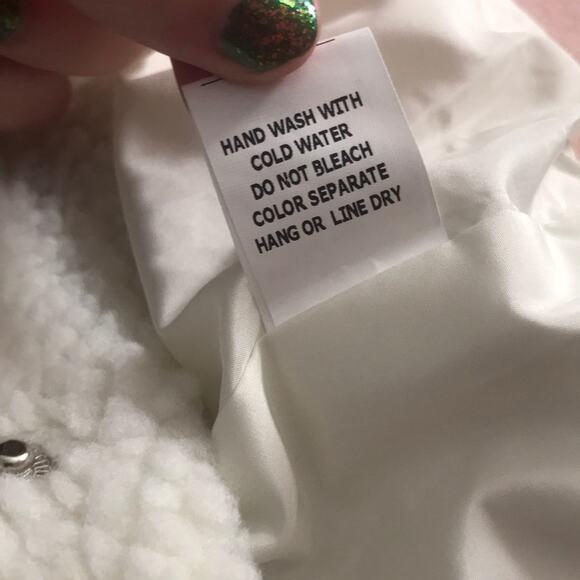 HAND WASH WITH
COLD WATER
DO NOT BLEACH
COLOR SEPARATE
HANG OR LINE DRY